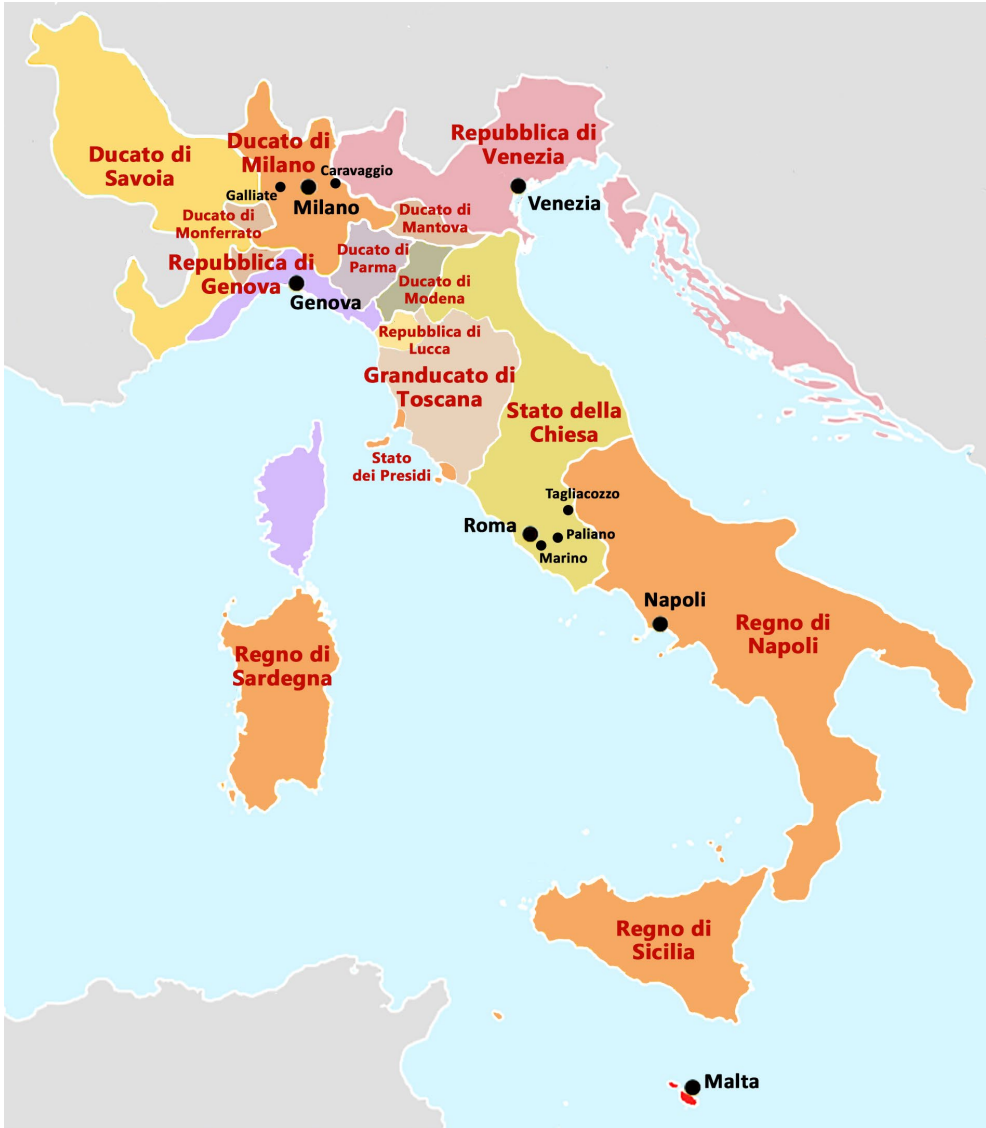 Repubblica di
Venezia
Ducato di
Milano
Ducato di
Savoia
Caravaggio
Galliate
Milano
Venezia
Ducato di
Monferrato
Ducato di
Mantova
Ducato di
Parma
Repubblica di
Genova
Ducato di
Modena
Genova
Repubblica di
Lucca
Granducato di
Toscana
Stato della
Chiesa
Stato
dei Presidi
Tagliacozzo
Roma
Paliano
Marino
Napoli
Regno di
Napoli
Regno di
Sardegna
Regno di
Sicilia
Malta